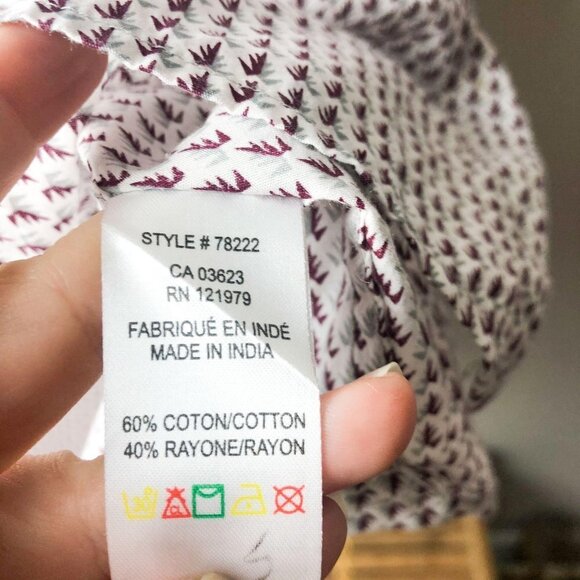 STYLE # 78222
CA 03623
RN 121979
FABRIQUÉ EN INDÉ
MADE IN INDIA
60% COTON/COTTON
40% RAYONE/RAYON